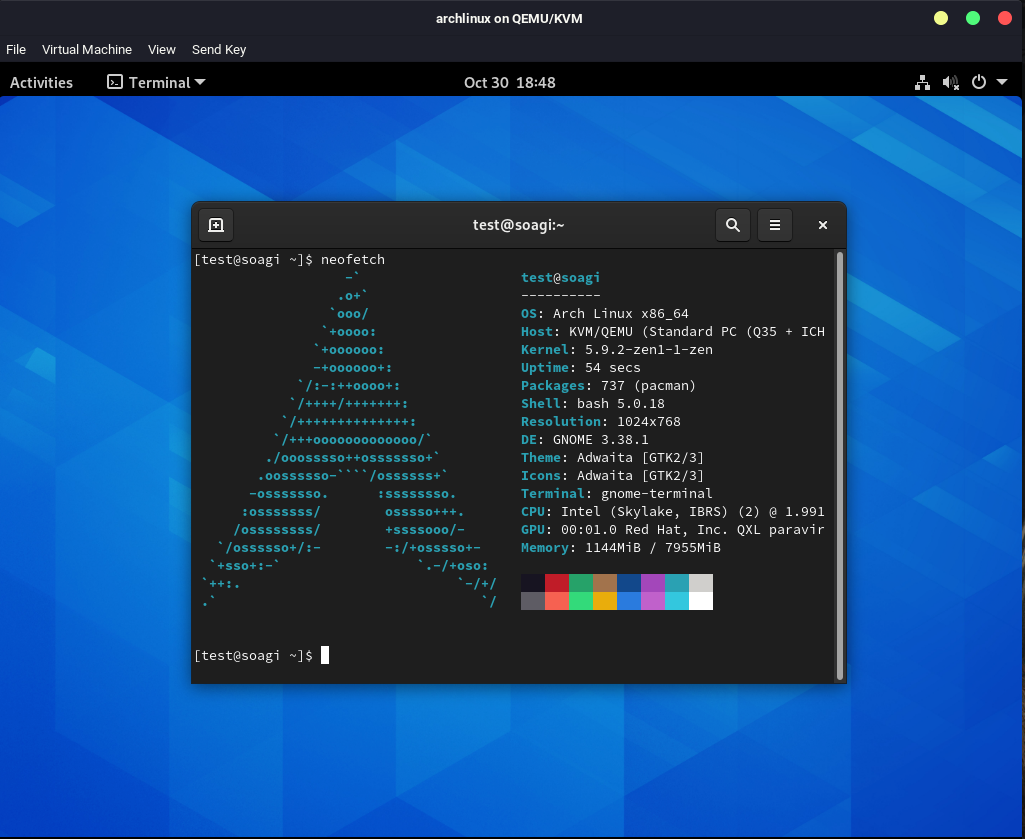 archlinux on QEMU/KVM
File Virtual Machine View Send Key
Activities Terminal Oct 30 18:48
test@soagi:~
[test@soagi ~]$ neofetch
                   -`
                  .o+`                   test@soagi
                 `ooo/                   ----------
                `+oooo:                  OS: Arch Linux x86_64
               `+oooooo:                 Host: KVM/QEMU (Standard PC (Q35 + ICH
               -+oooooo+:                Kernel: 5.9.2-zen1-1-zen
             `/:-:++oooo+:               Uptime: 54 secs
            `/++++/+++++++:              Packages: 737 (pacman)
           `/++++++++++++++:             Shell: bash 5.0.18
          `/+++ooooooooooooo/`           Resolution: 1024x768
         ./ooosssso++osssssso+`          DE: GNOME 3.38.1
        .oossssso-````/ossssss+`         Theme: Adwaita [GTK2/3]
       -osssssso.      :ssssssso.        Icons: Adwaita [GTK2/3]
      :osssssss/        osssso+++.       Terminal: gnome-terminal
     /ossssssss/        +ssssooo/-       CPU: Intel (Skylake, IBRS) (2) @ 1.991
   `/ossssso+/:-        -:/+osssso+-     GPU: 00:01.0 Red Hat, Inc. QXL paravir
  `+sso+:-`                 `.-/+oso:    Memory: 1144MiB / 7955MiB
 `++:.                           `-/+/
 .`                                 `/
[test@soagi ~]$